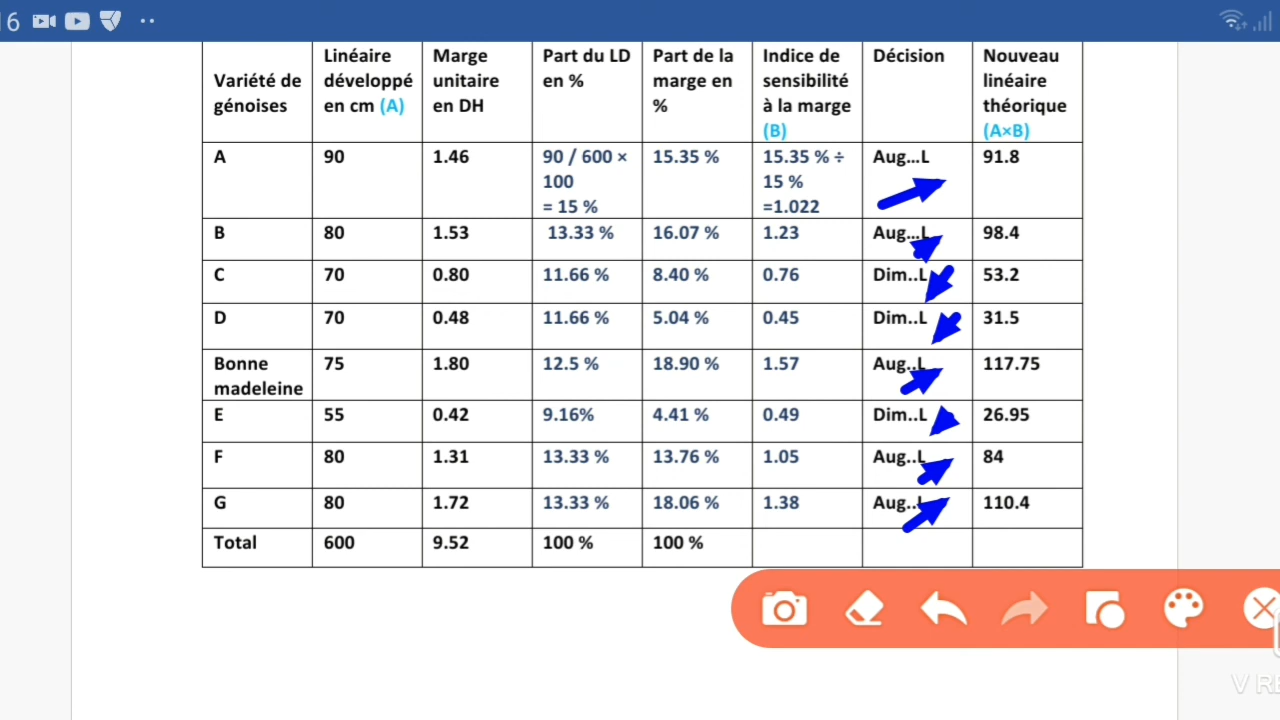 16
Variété de génoises | Linéaire développé en cm (A) | Marge unitaire en DH | Part du LD en % | Part de la marge en % | Indice de sensibilité à la marge (B) | Décision | Nouveau linéaire théorique (A×B)
A | 90 | 1.46 | 90 / 600 × 100 = 15 % | 15.35 % | 15.35 % ÷ 15 % =1.022 | Aug...L | 91.8
B | 80 | 1.53 | 13.33 % | 16.07 % | 1.23 | Aug...L | 98.4
C | 70 | 0.80 | 11.66 % | 8.40 % | 0.76 | Dim..L | 53.2
D | 70 | 0.48 | 11.66 % | 5.04 % | 0.45 | Dim..L | 31.5
Bonne madeleine | 75 | 1.80 | 12.5 % | 18.90 % | 1.57 | Aug..L | 117.75
E | 55 | 0.42 | 9.16% | 4.41 % | 0.49 | Dim..L | 26.95
F | 80 | 1.31 | 13.33 % | 13.76 % | 1.05 | Aug..L | 84
G | 80 | 1.72 | 13.33 % | 18.06 % | 1.38 | Aug..L | 110.4
Total | 600 | 9.52 | 100 % | 100 %